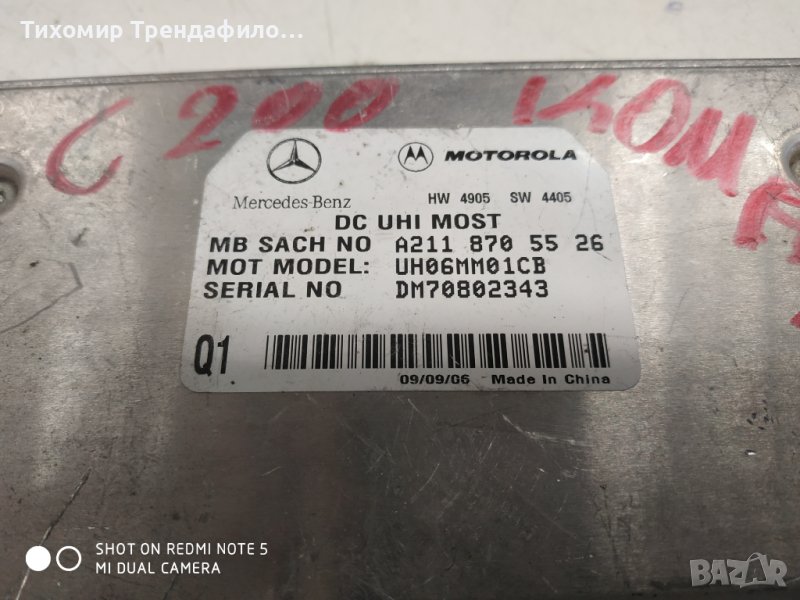 Тихомир Трендафило...
C 200 КОМ
MOTOROLA
Mercedes-Benz
HW 4905 SW 4405
DC UHI MOST
MB SACH NO A211 870 55 26
MOT MODEL: UH06MM01CB
SERIAL NO DM70802343
Q1
09/09/06 Made In China
SHOT ON REDMI NOTE 5
MI DUAL CAMERA
BAZAR